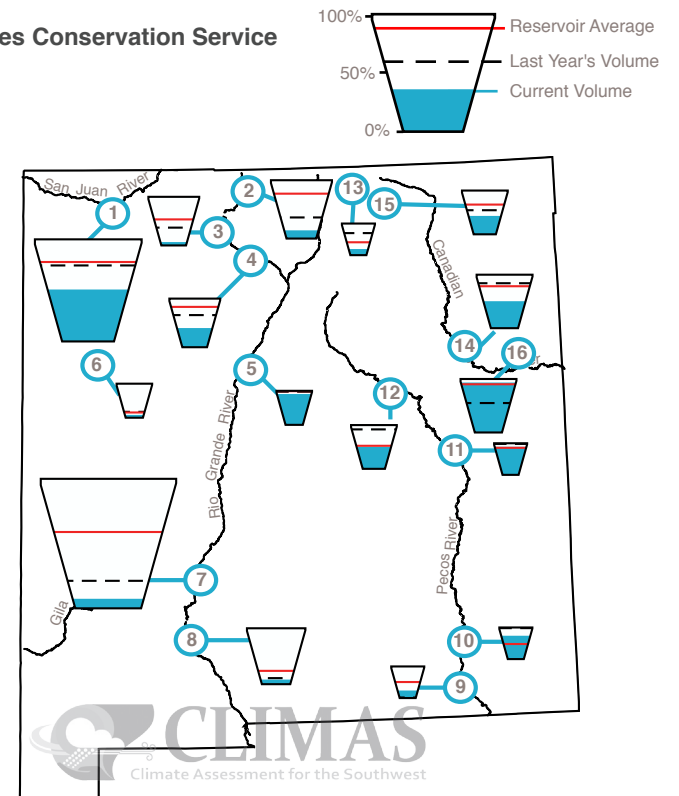 es Conservation Service
100%
Reservoir Average
Last Year's Volume
50%
Current Volume
0%
San Juan River
1
2
3
4
13
15
Canadian
14
16
er
6
5
12
11
Rio Grande River
Pecos River
7
Gila
8
10
9
CLIMAS
Climate Assessment for the Southwest